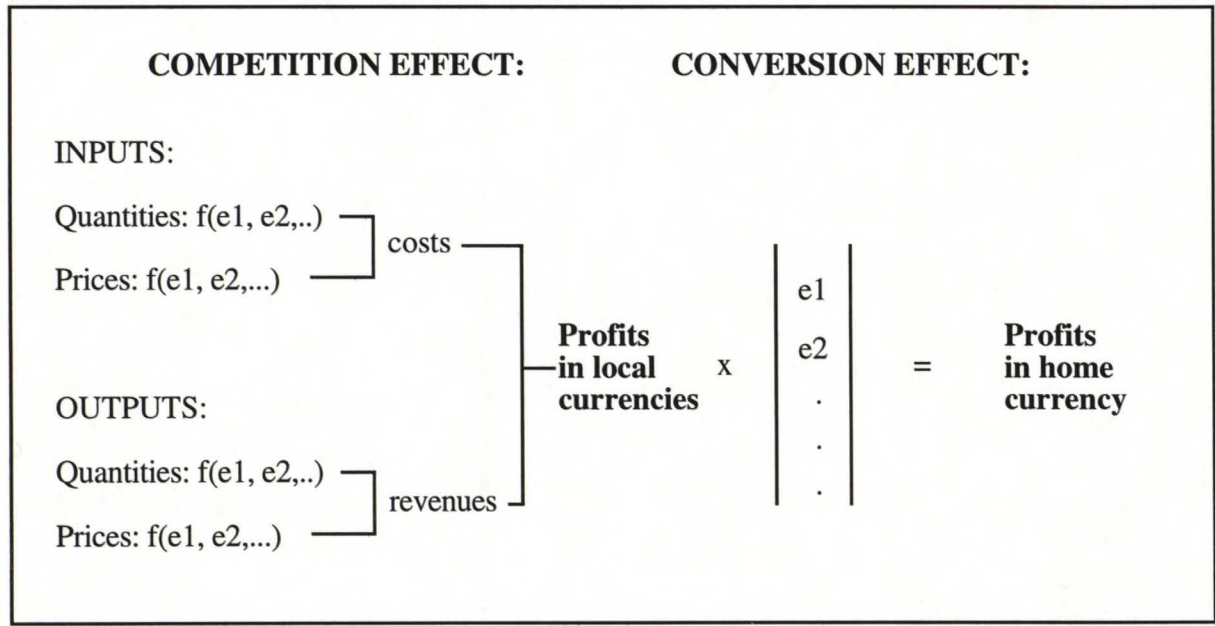 COMPETITION EFFECT:
CONVERSION EFFECT:
INPUTS:
Quantities: f(e1, e2,..)
Prices: f(e1, e2,...)
costs
OUTPUTS:
Quantities: f(e1, e2,..)
Prices: f(e1, e2,...)
revenues
Profits
in local
currencies
x
e1
e2
.
.
.
=
Profits
in home
currency